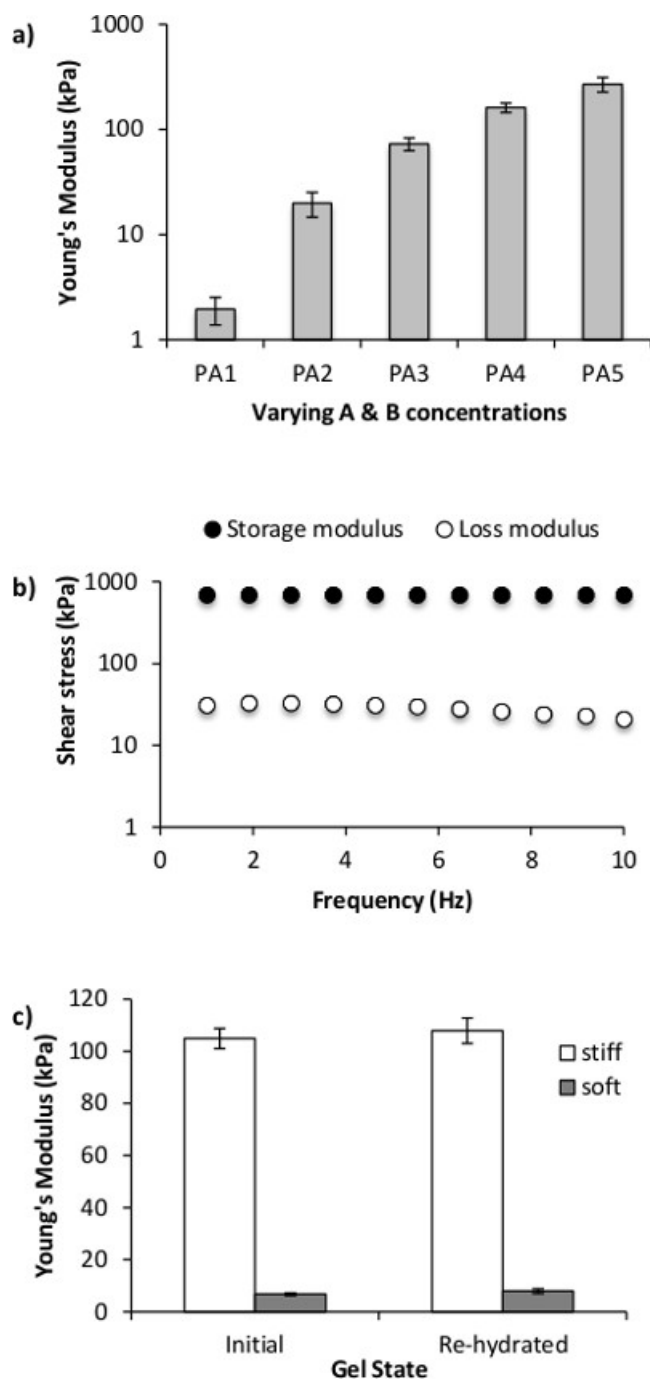 a)
Young's Modulus (kPa)
1000
100
10
1
PA1 PA2 PA3 PA4 PA5
Varying A & B concentrations
Storage modulus Loss modulus
b)
Shear stress (kPa)
1000
100
10
1
0 2 4 6 8 10
Frequency (Hz)
c)
Young's Modulus (kPa)
120
100
80
60
40
20
0
stiff
soft
Initial Re-hydrated
Gel State